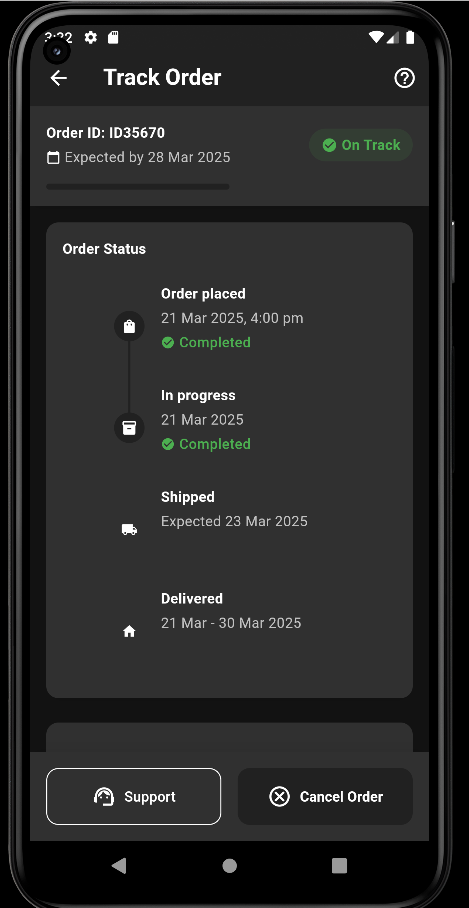 3:22
Track Order
Order ID: ID35670
Expected by 28 Mar 2025
On Track
Order Status
Order placed
21 Mar 2025, 4:00 pm
Completed
In progress
21 Mar 2025
Completed
Shipped
Expected 23 Mar 2025
Delivered
21 Mar - 30 Mar 2025
Support
Cancel Order